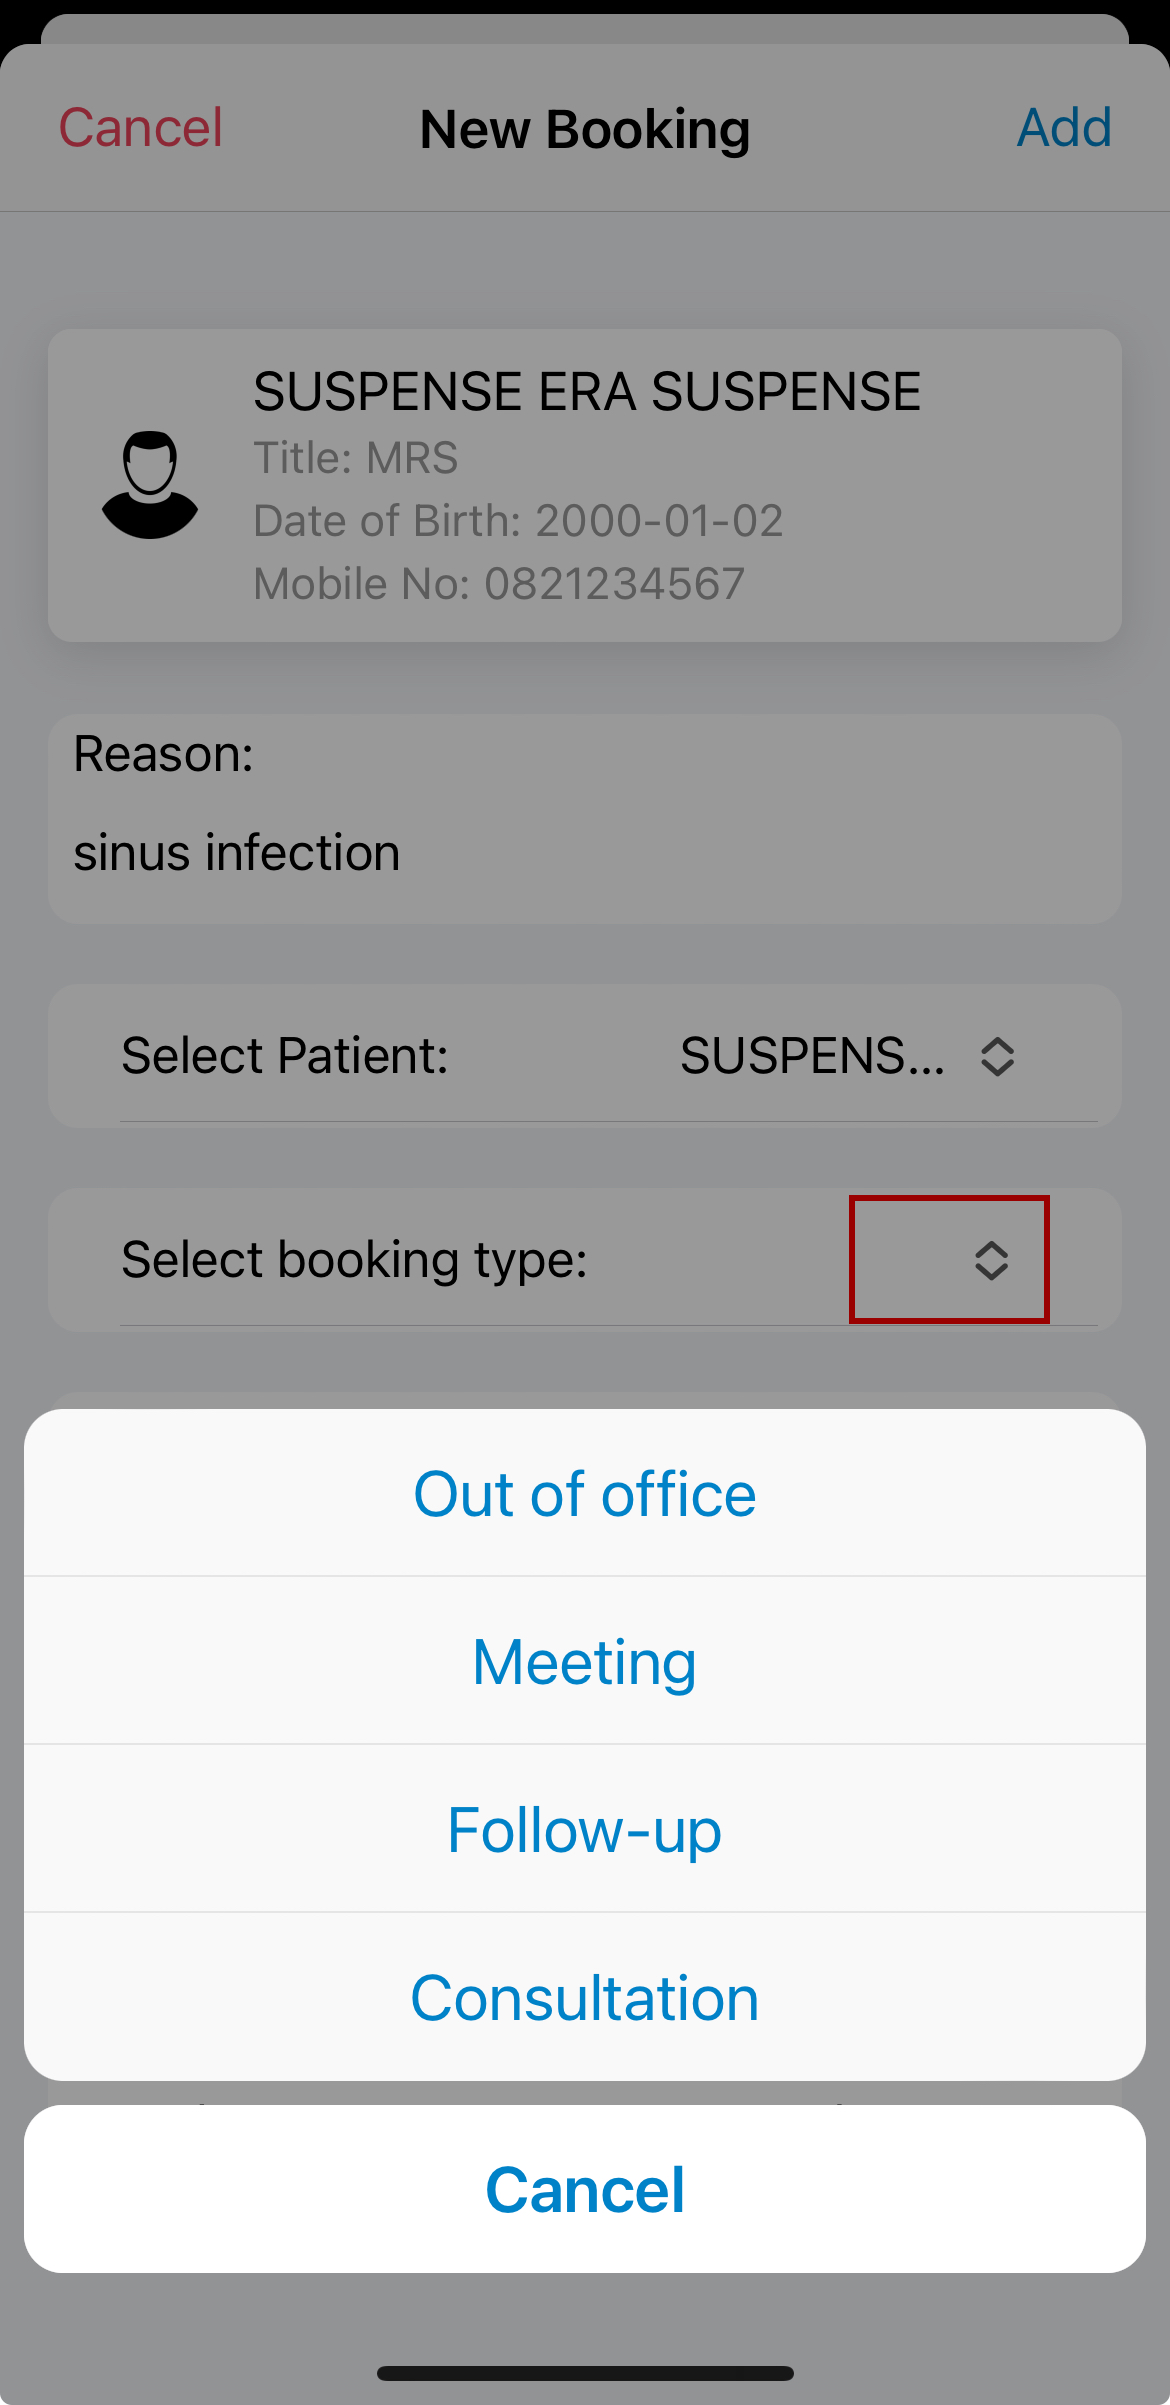 Cancel New Booking Add
SUSPENSE ERA SUSPENSE
Title: MRS
Date of Birth: 2000-01-02
Mobile No: 0821234567
Reason:
sinus infection
Select Patient: SUSPENS...
Select booking type:
Out of office
Meeting
Follow-up
Consultation
Cancel